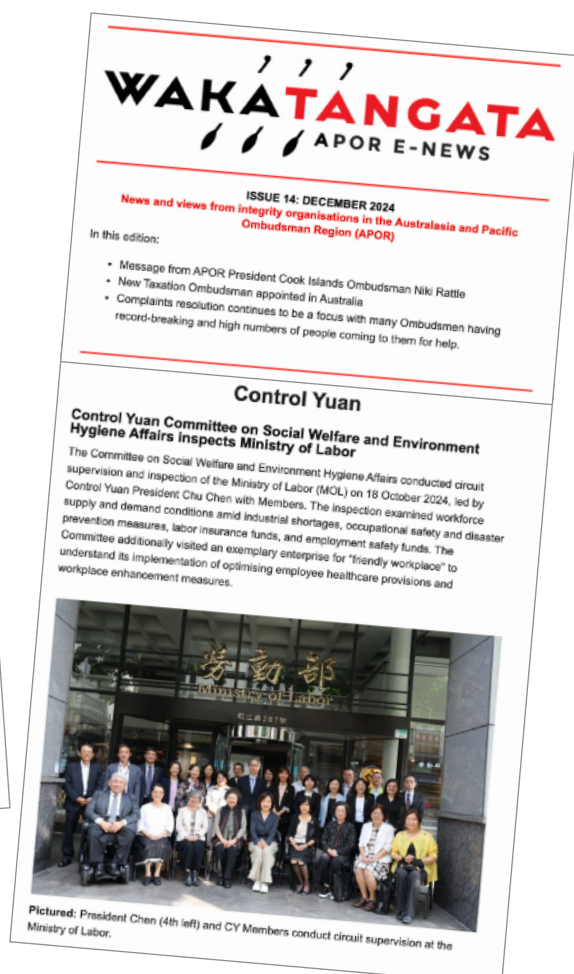 WAKATANGATA
APOR E-NEWS
ISSUE 14: DECEMBER 2024
News and views from integrity organisations in the Australasia and Pacific
Ombudsman Region (APOR)
In this edition:
• Message from APOR President Cook Islands Ombudsman Niki Rattle
• New Taxation Ombudsman appointed in Australia
• Complaints resolution continues to be a focus with many Ombudsmen having
record-breaking and high numbers of people coming to them for help.
Control Yuan
Control Yuan Committee on Social Welfare and Environment
Hygiene Affairs inspects Ministry of Labor
The Committee on Social Welfare and Environment Hygiene Affairs conducted circuit
supervision and inspection of the Ministry of Labor (MOL) on 18 October 2024, led by
Control Yuan President Chu Chen with Members. The inspection examined workforce
supply and demand conditions amid industrial shortages, occupational safety and disaster
prevention measures, labor insurance funds, and employment safety funds. The
Committee additionally visited an exemplary enterprise for "friendly workplace" to
understand its implementation of optimising employee healthcare provisions and
workplace enhancement measures.
勞動部
Ministry of Labor
松江路207號
Pictured: President Chen (4th left) and CY Members conduct circuit supervision at the
Ministry of Labor.